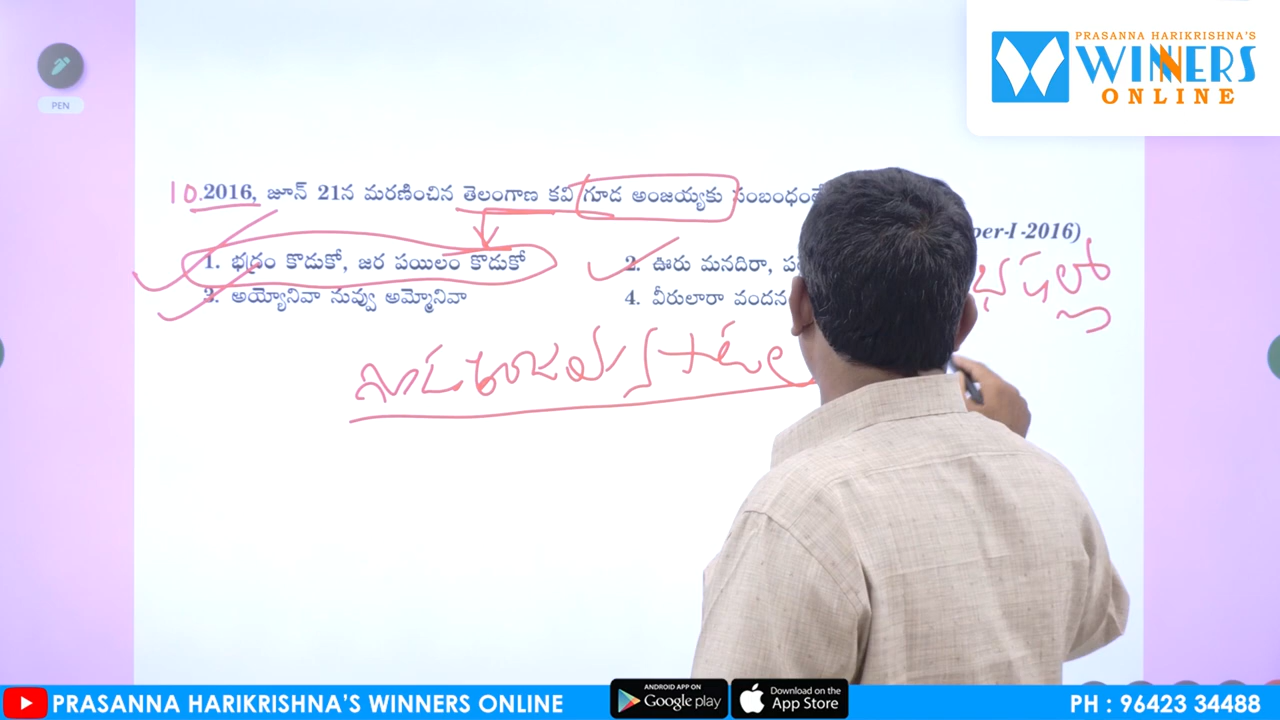 PRASANNA HARIKRISHNA'S
WINNERS
ONLINE
PEN
10. 2016, జూన్ 21న మరణించిన తెలంగాణ కవి గూడ అంజయ్యకు
per-I -2016)
1. భద్రం కొడుకో, జర పయిలం కొడుకో
2. ఊరు మనదిరా,
3. అయ్యోనివా నువ్వు అమ్మోనివా
4. వీరులారా వందన
PRASANNA HARIKRISHNA'S WINNERS ONLINE
ANDROID APP ON
Google play
Download on the
App Store
PH : 96423 34488